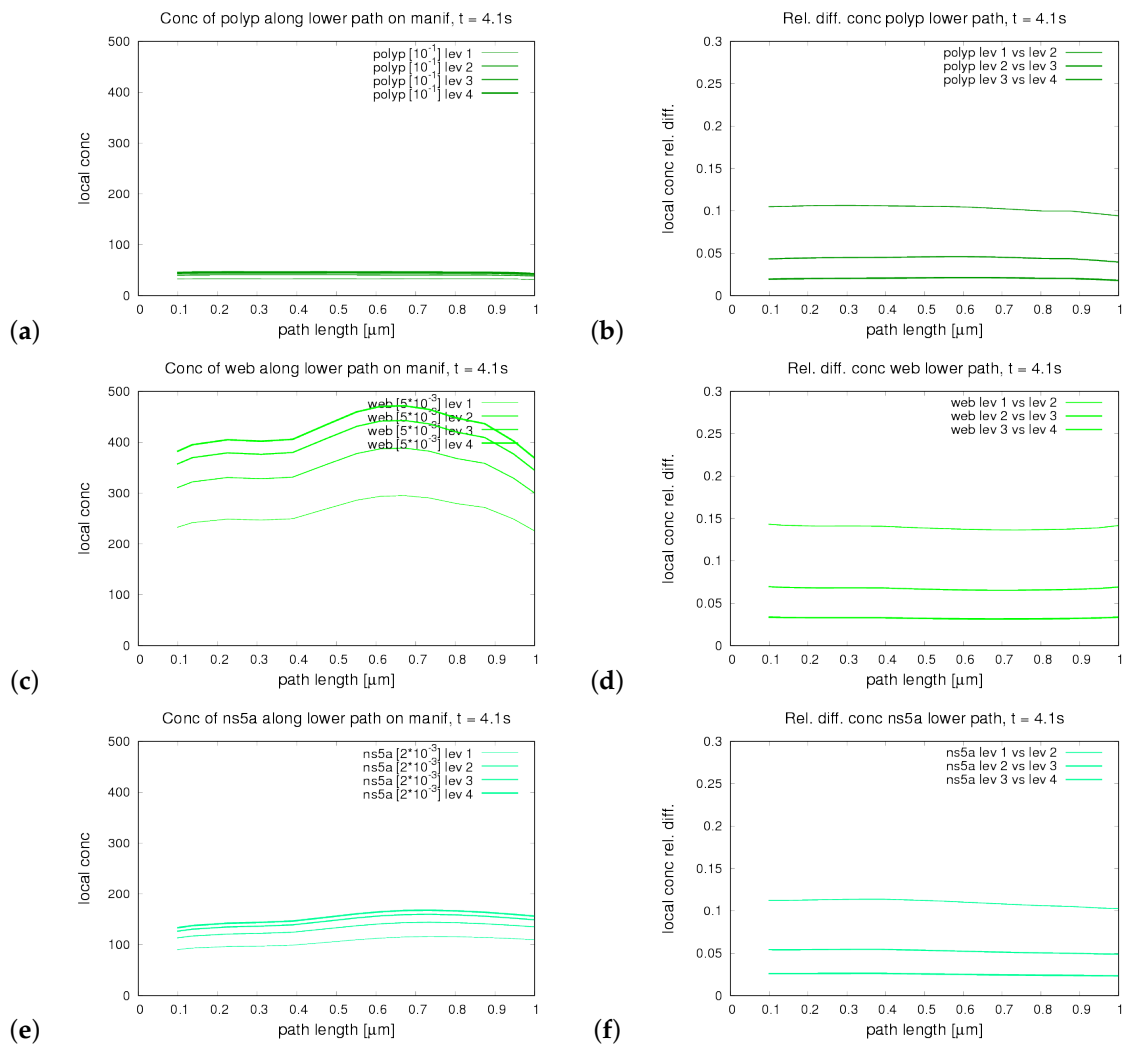 Conc of polyp along lower path on manif, t = 4.1s
500
400
300
200
100
0
local conc
polyp [10^-1] lev 1
polyp [10^-1] lev 2
polyp [10^-1] lev 3
polyp [10^-1] lev 4
0 0.1 0.2 0.3 0.4 0.5 0.6 0.7 0.8 0.9 1
path length [µm]
(a)
Rel. diff. conc polyp lower path, t = 4.1s
0.3
0.25
0.2
0.15
0.1
0.05
0
local conc rel. diff.
polyp lev 1 vs lev 2
polyp lev 2 vs lev 3
polyp lev 3 vs lev 4
0 0.1 0.2 0.3 0.4 0.5 0.6 0.7 0.8 0.9 1
path length [µm]
(b)
Conc of web along lower path on manif, t = 4.1s
500
400
300
200
100
0
local conc
web [5*10^-3] lev 1
web [5*10^-3] lev 2
web [5*10^-3] lev 3
web [5*10^-3] lev 4
0 0.1 0.2 0.3 0.4 0.5 0.6 0.7 0.8 0.9 1
path length [µm]
(c)
Rel. diff. conc web lower path, t = 4.1s
0.3
0.25
0.2
0.15
0.1
0.05
0
local conc rel. diff.
web lev 1 vs lev 2
web lev 2 vs lev 3
web lev 3 vs lev 4
0 0.1 0.2 0.3 0.4 0.5 0.6 0.7 0.8 0.9 1
path length [µm]
(d)
Conc of ns5a along lower path on manif, t = 4.1s
500
400
300
200
100
0
local conc
ns5a [2*10^-3] lev 1
ns5a [2*10^-3] lev 2
ns5a [2*10^-3] lev 3
ns5a [2*10^-3] lev 4
0 0.1 0.2 0.3 0.4 0.5 0.6 0.7 0.8 0.9 1
path length [µm]
(e)
Rel. diff. conc ns5a lower path, t = 4.1s
0.3
0.25
0.2
0.15
0.1
0.05
0
local conc rel. diff.
ns5a lev 1 vs lev 2
ns5a lev 2 vs lev 3
ns5a lev 3 vs lev 4
0 0.1 0.2 0.3 0.4 0.5 0.6 0.7 0.8 0.9 1
path length [µm]
(f)